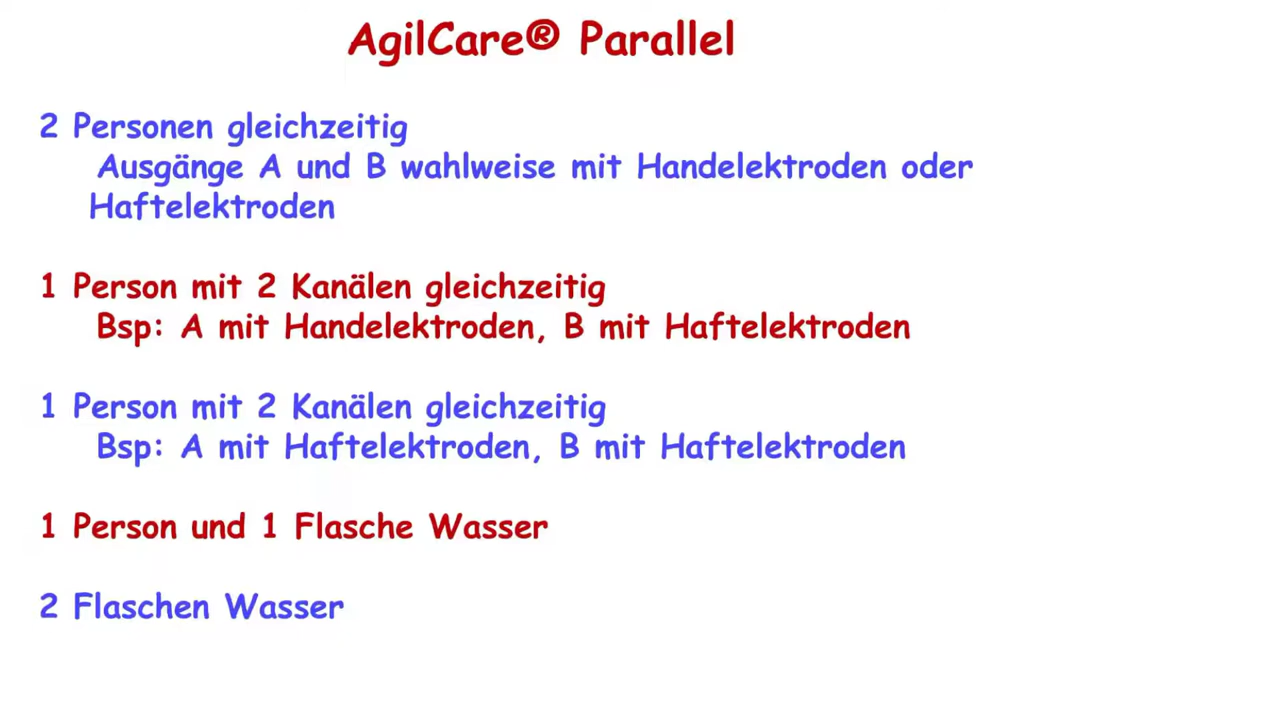 AgilCare® Parallel
2 Personen gleichzeitig
Ausgänge A und B wahlweise mit Handelektroden oder
Haftelektroden
1 Person mit 2 Kanälen gleichzeitig
Bsp: A mit Handelektroden, B mit Haftelektroden
1 Person mit 2 Kanälen gleichzeitig
Bsp: A mit Haftelektroden, B mit Haftelektroden
1 Person und 1 Flasche Wasser
2 Flaschen Wasser